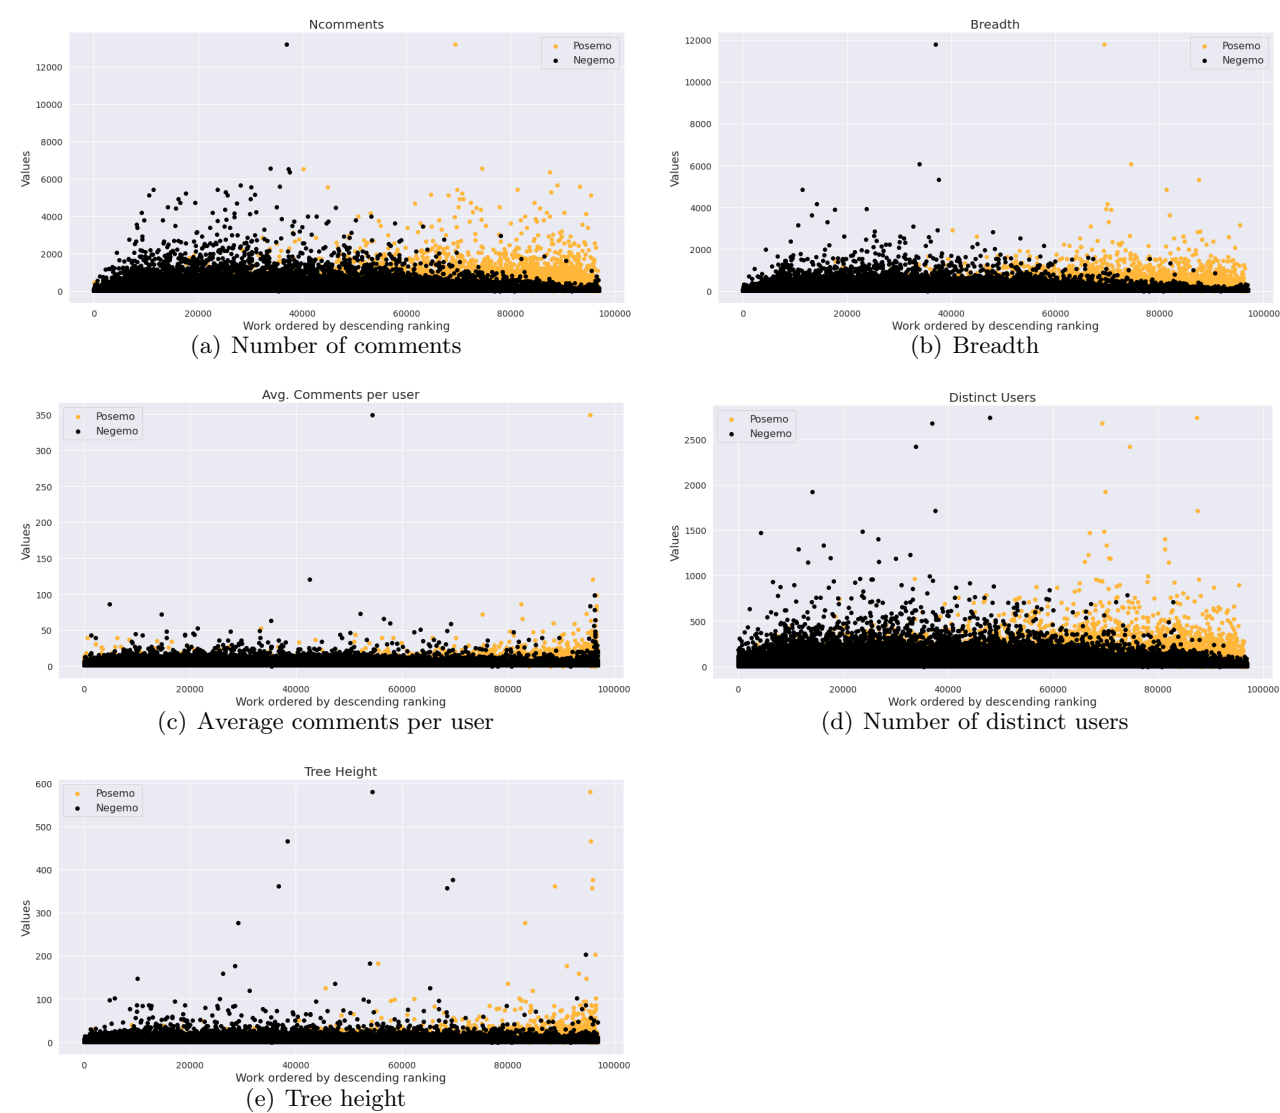 Ncomments
Posemo
Negemo
12000
10000
8000
6000
4000
2000
0
Values
0 20000 40000 60000 80000 100000
Work ordered by descending ranking
(a) Number of comments
Breadth
Posemo
Negemo
12000
10000
8000
6000
4000
2000
0
Values
0 20000 40000 60000 80000 100000
Work ordered by descending ranking
(b) Breadth
Avg. Comments per user
Posemo
Negemo
350
300
250
200
150
100
50
0
Values
0 20000 40000 60000 80000 100000
Work ordered by descending ranking
(c) Average comments per user
Distinct Users
Posemo
Negemo
2500
2000
1500
1000
500
0
Values
0 20000 40000 60000 80000 100000
Work ordered by descending ranking
(d) Number of distinct users
Tree Height
Posemo
Negemo
600
500
400
300
200
100
0
Values
0 20000 40000 60000 80000 100000
Work ordered by descending ranking
(e) Tree height